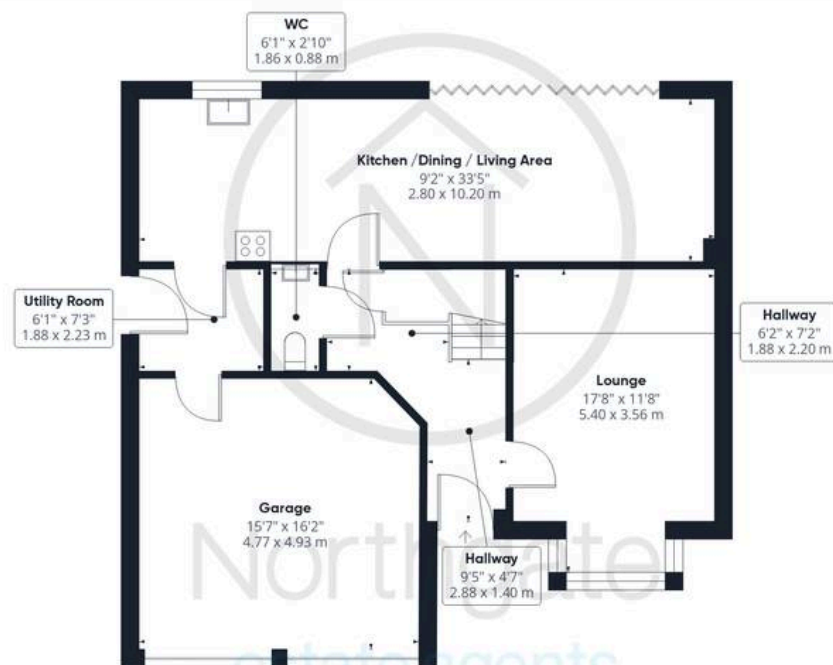 WC
6'1" x 2'10"
1.86 x 0.88 m
Kitchen /Dining / Living Area
9'2" x 33'5"
2.80 x 10.20 m
Utility Room
6'1" x 7'3"
1.88 x 2.23 m
Hallway
6'2" x 7'2"
1.88 x 2.20 m
Lounge
17'8" x 11'8"
5.40 x 3.56 m
Garage
15'7" x 16'2"
4.77 x 4.93 m
Hallway
9'5" x 4'7"
2.88 x 1.40 m
Northgate
estate agents